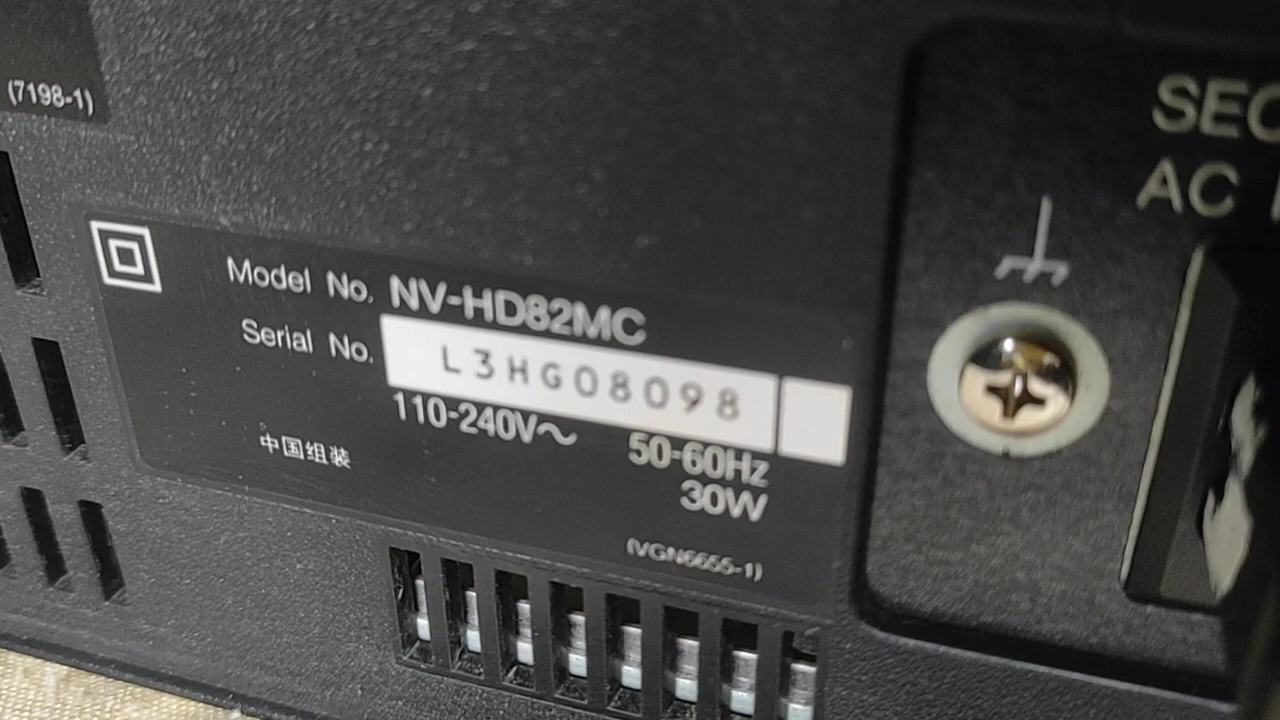 (7198-1)
SEC
AC
Model No. NV-HD82MC
Serial No. L3HG08098
110-240V～ 50-60Hz
30W
中国组装
(VGN6655-1)